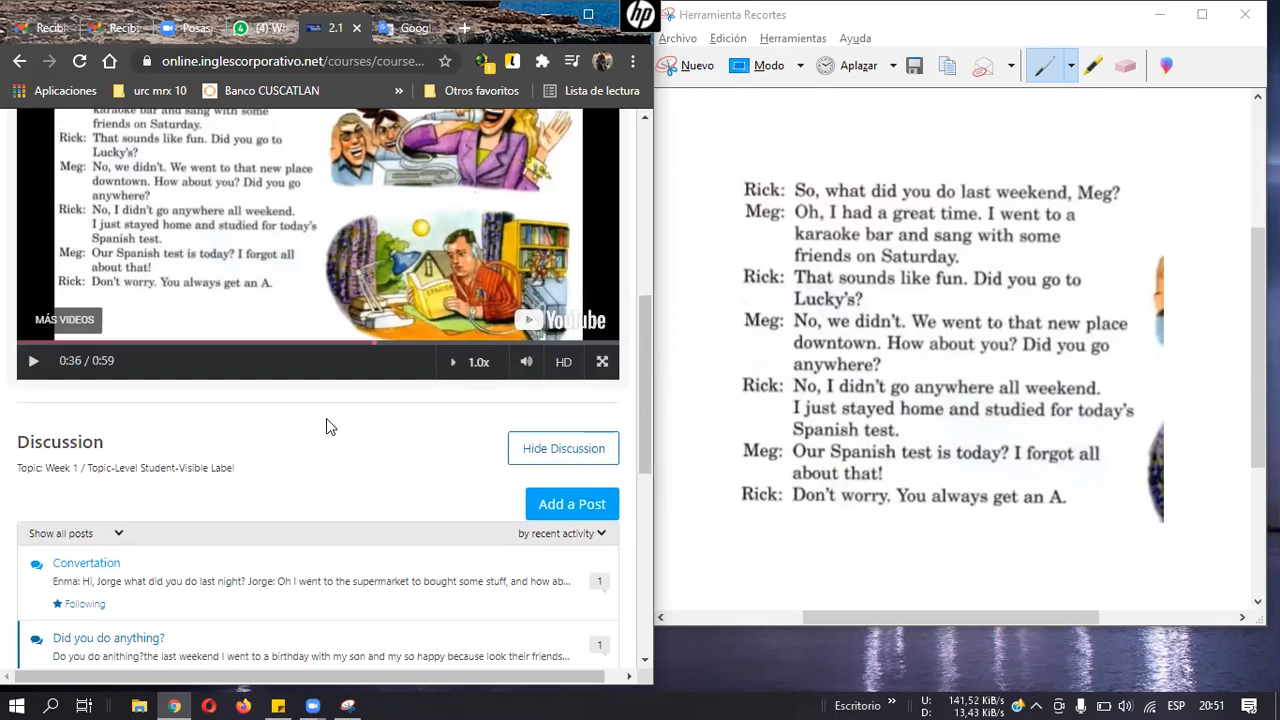 Recibi
Recibi
Posas
(4) W
2.1
Goog
online.inglescorporativo.net/courses/course...
Aplicaciones
urc mrx 10
Banco CUSCATLAN
»
Otros favoritos
Lista de lectura
karaoke bar and sang with some
friends on Saturday.
Rick: That sounds like fun. Did you go to
Lucky's?
Meg: No, we didn't. We went to that new place
downtown. How about you? Did you go
anywhere?
Rick: No, I didn't go anywhere all weekend.
I just stayed home and studied for today's
Spanish test.
Meg: Our Spanish test is today? I forgot all
about that!
Rick: Don't worry. You always get an A.
SPANISH
MÁS VIDEOS
YouTube
0:36 / 0:59
1.0x
HD
Discussion
Hide Discussion
Topic: Week 1 / Topic-Level Student-Visible Label
Add a Post
Show all posts
by recent activity
Convertation
Enma: Hi, Jorge what did you do last night? Jorge: Oh I went to the supermarket to bought some stuff, and how ab...
1
Following
Did you do anything?
Do you do anithing?the last weekend I went to a birthday with my son and my so happy because look their friends...
1
hp
Herramienta Recortes
Archivo Edición Herramientas Ayuda
Nuevo Modo Aplazar
Rick: So, what did you do last weekend, Meg?
Meg: Oh, I had a great time. I went to a
karaoke bar and sang with some
friends on Saturday.
Rick: That sounds like fun. Did you go to
Lucky's?
Meg: No, we didn't. We went to that new place
downtown. How about you? Did you go
anywhere?
Rick: No, I didn't go anywhere all weekend.
I just stayed home and studied for today's
Spanish test.
Meg: Our Spanish test is today? I forgot all
about that!
Rick: Don't worry. You always get an A.
Escritorio
»
U: 141,52 KiB/s
D: 13,43 KiB/s
ESP
20:51